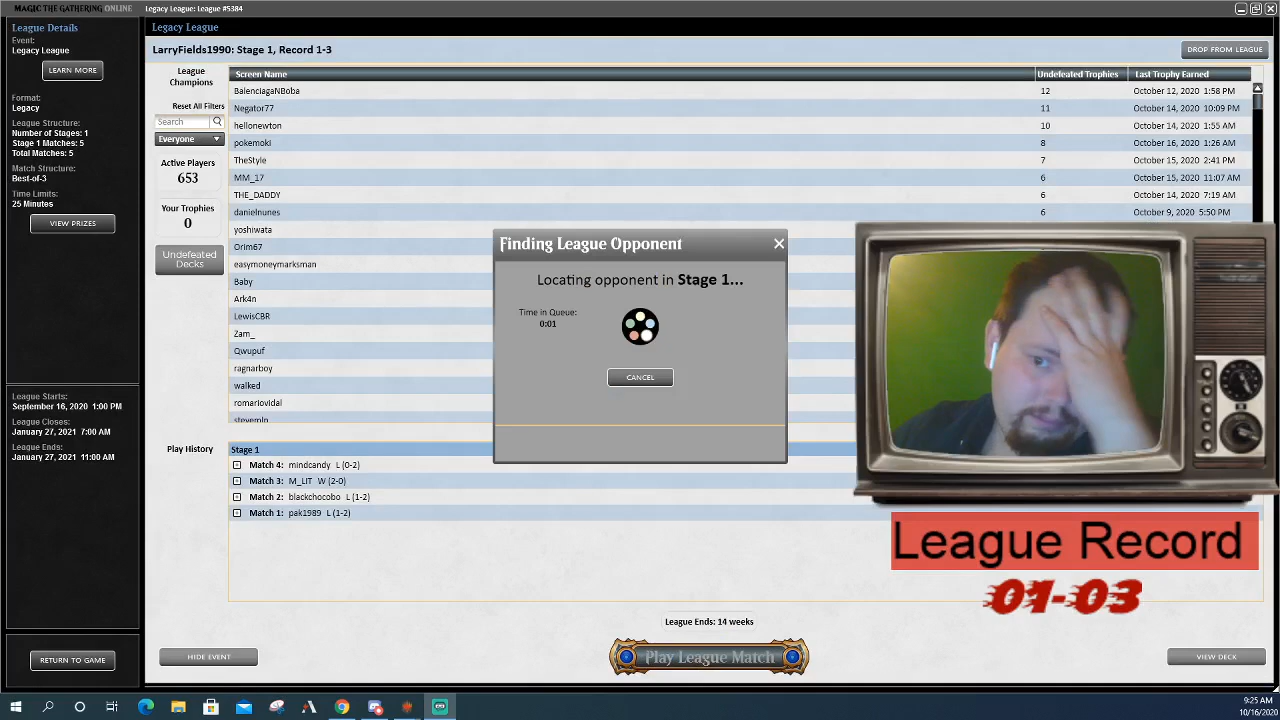 MAGIC THE GATHERING ONLINE
Legacy League: League #5384
League Details
Event:
Legacy League
LEARN MORE
Format:
Legacy
League Structure:
Number of Stages: 1
Stage 1 Matches: 5
Total Matches: 5
Match Structure:
Best-of-3
Time Limits:
25 Minutes
VIEW PRIZES
League Starts:
September 16, 2020 1:00 PM
League Closes:
January 27, 2021 7:00 AM
League Ends:
January 27, 2021 11:00 AM
RETURN TO GAME
Legacy League
LarryFields1990: Stage 1, Record 1-3
DROP FROM LEAGUE
League
Champions
Reset All Filters
Search
Everyone
Active Players
653
Your Trophies
0
Undefeated
Decks
Screen Name Undefeated Trophies Last Trophy Earned
BalenciagaNBoba 12 October 12, 2020 1:58 PM
Negator77 11 October 14, 2020 10:09 PM
hellonewton 10 October 14, 2020 1:55 AM
pokemoki 8 October 16, 2020 1:26 AM
TheStyle 7 October 15, 2020 2:41 PM
MM_17 6 October 15, 2020 11:07 AM
THE_DADDY 6 October 14, 2020 7:19 AM
danielnunes 6 October 9, 2020 5:50 PM
yoshiwata
Orim67
easymoneymarksman
Baby
Ark4n
LewisCBR
Zam_
Qwupuf
ragnarboy
walked
romariovidal
Finding League Opponent
Locating opponent in Stage 1...
Time in Queue:
0:01
CANCEL
Play History
Stage 1
Match 4: mindcandy L (0-2)
Match 3: M_LIT W (2-0)
Match 2: blackchocobo L (1-2)
Match 1: pak1989 L (1-2)
League Record
01-03
League Ends: 14 weeks
HIDE EVENT
Play League Match
VIEW DECK
9:25 AM
10/16/2020